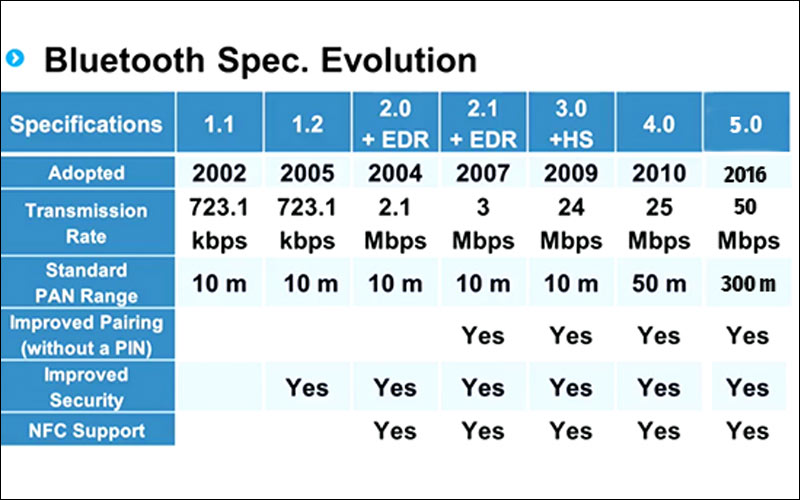 Bluetooth Spec. Evolution
Specifications 1.1 1.2 2.0 + EDR 2.1 + EDR 3.0 +HS 4.0 5.0
Adopted 2002 2005 2004 2007 2009 2010 2016
Transmission Rate 723.1 kbps 723.1 kbps 2.1 Mbps 3 Mbps 24 Mbps 25 Mbps 50 Mbps
Standard PAN Range 10 m 10 m 10 m 10 m 10 m 50 m 300 m
Improved Pairing (without a PIN) Yes Yes Yes Yes
Improved Security Yes Yes Yes Yes Yes Yes
NFC Support Yes Yes Yes Yes Yes